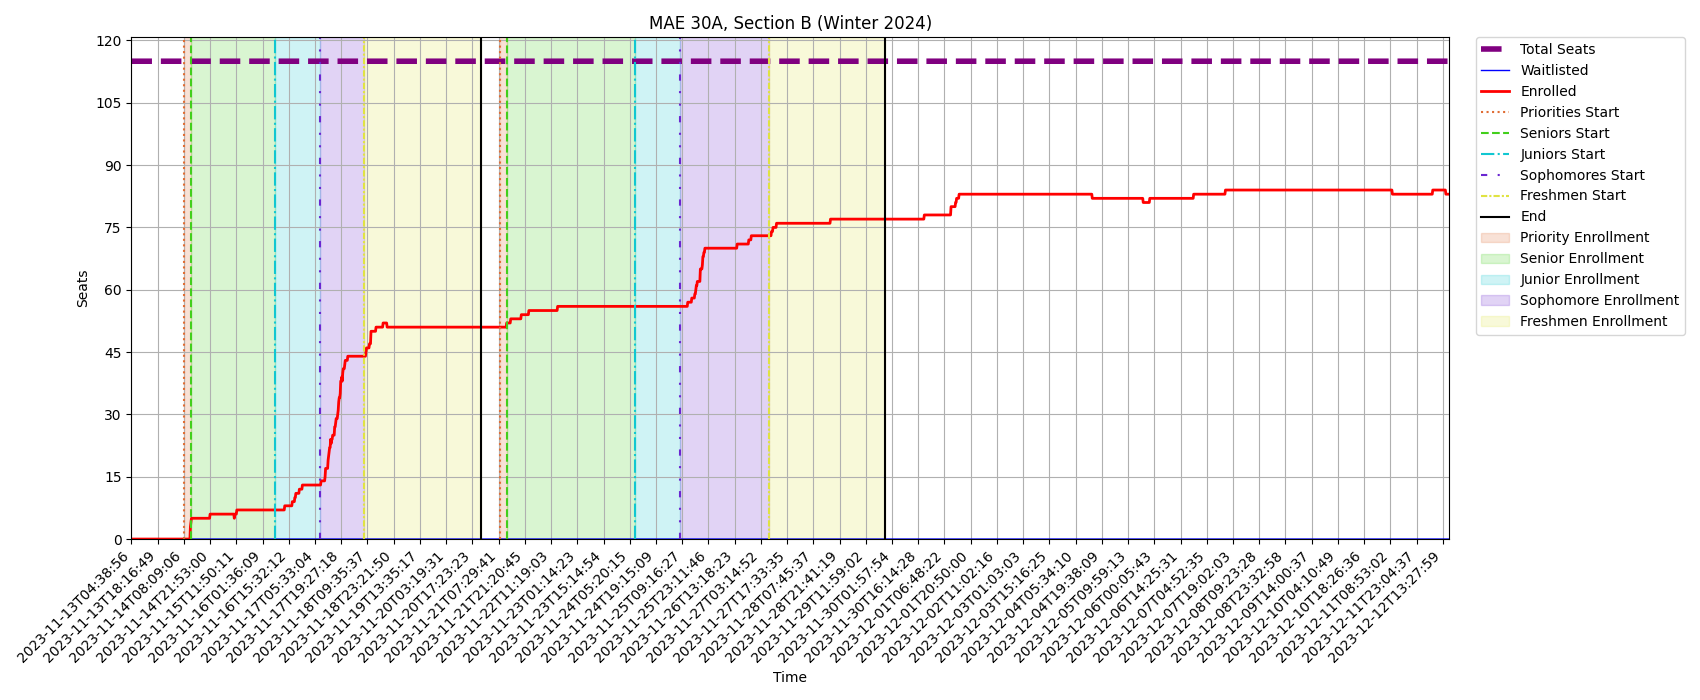 MAE 30A, Section B (Winter 2024)
120
105
90
75
60
45
30
15
0
Seats
2023-11-13T04:38:56
2023-11-13T18:16:49
2023-11-14T08:09:06
2023-11-14T21:53:00
2023-11-15T11:50:11
2023-11-16T01:36:09
2023-11-16T15:32:12
2023-11-17T05:33:04
2023-11-17T19:27:18
2023-11-18T09:35:37
2023-11-18T23:21:50
2023-11-19T13:35:17
2023-11-20T03:19:31
2023-11-20T17:23:23
2023-11-21T07:29:41
2023-11-21T21:20:45
2023-11-22T11:19:03
2023-11-23T01:14:23
2023-11-23T15:14:54
2023-11-24T05:20:15
2023-11-24T19:15:09
2023-11-25T09:16:27
2023-11-25T23:11:46
2023-11-26T13:18:23
2023-11-27T03:14:52
2023-11-27T17:33:35
2023-11-28T07:45:37
2023-11-28T21:41:19
2023-11-29T11:59:02
2023-11-30T01:57:54
2023-11-30T16:14:28
2023-12-01T06:48:22
2023-12-01T20:50:00
2023-12-02T11:02:16
2023-12-03T01:03:03
2023-12-03T15:16:25
2023-12-04T05:34:10
2023-12-04T19:38:09
2023-12-05T09:59:13
2023-12-06T00:05:43
2023-12-06T14:25:31
2023-12-07T04:52:35
2023-12-07T19:02:03
2023-12-08T09:23:28
2023-12-08T23:32:58
2023-12-09T14:00:37
2023-12-10T04:10:49
2023-12-10T18:26:36
2023-12-11T08:53:02
2023-12-11T23:04:37
2023-12-12T13:27:59
Time
Total Seats
Waitlisted
Enrolled
Priorities Start
Seniors Start
Juniors Start
Sophomores Start
Freshmen Start
End
Priority Enrollment
Senior Enrollment
Junior Enrollment
Sophomore Enrollment
Freshmen Enrollment